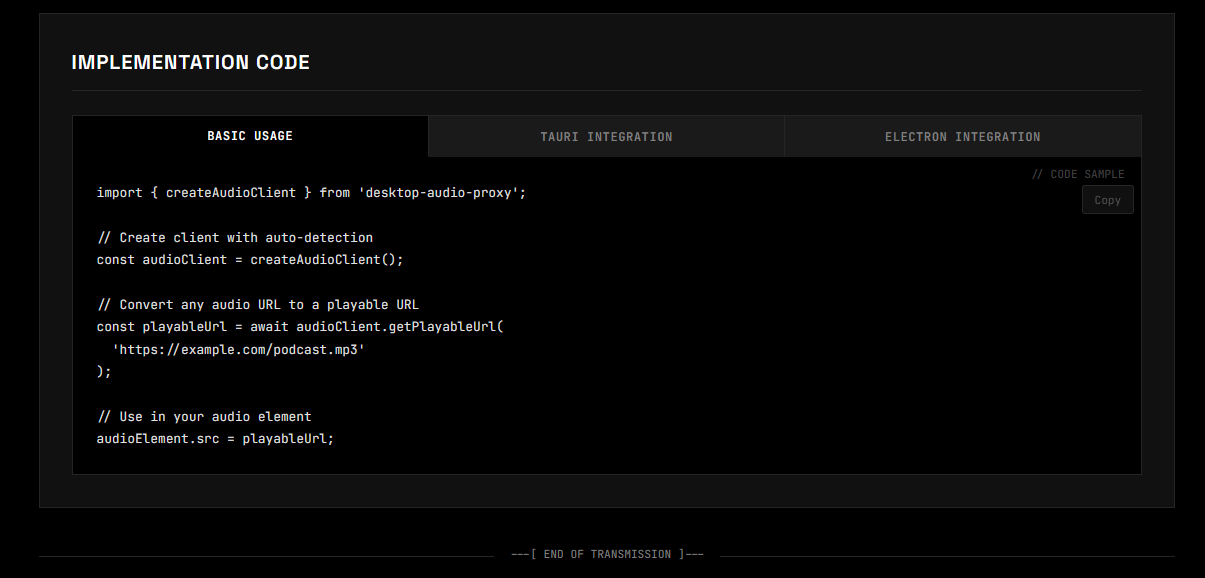 IMPLEMENTATION CODE
BASIC USAGE
TAURI INTEGRATION
ELECTRON INTEGRATION
// CODE SAMPLE
Copy
import { createAudioClient } from 'desktop-audio-proxy';
// Create client with auto-detection
const audioClient = createAudioClient();
// Convert any audio URL to a playable URL
const playableUrl = await audioClient.getPlayableUrl(
  'https://example.com/podcast.mp3'
);
// Use in your audio element
audioElement.src = playableUrl;
---[ END OF TRANSMISSION ]---